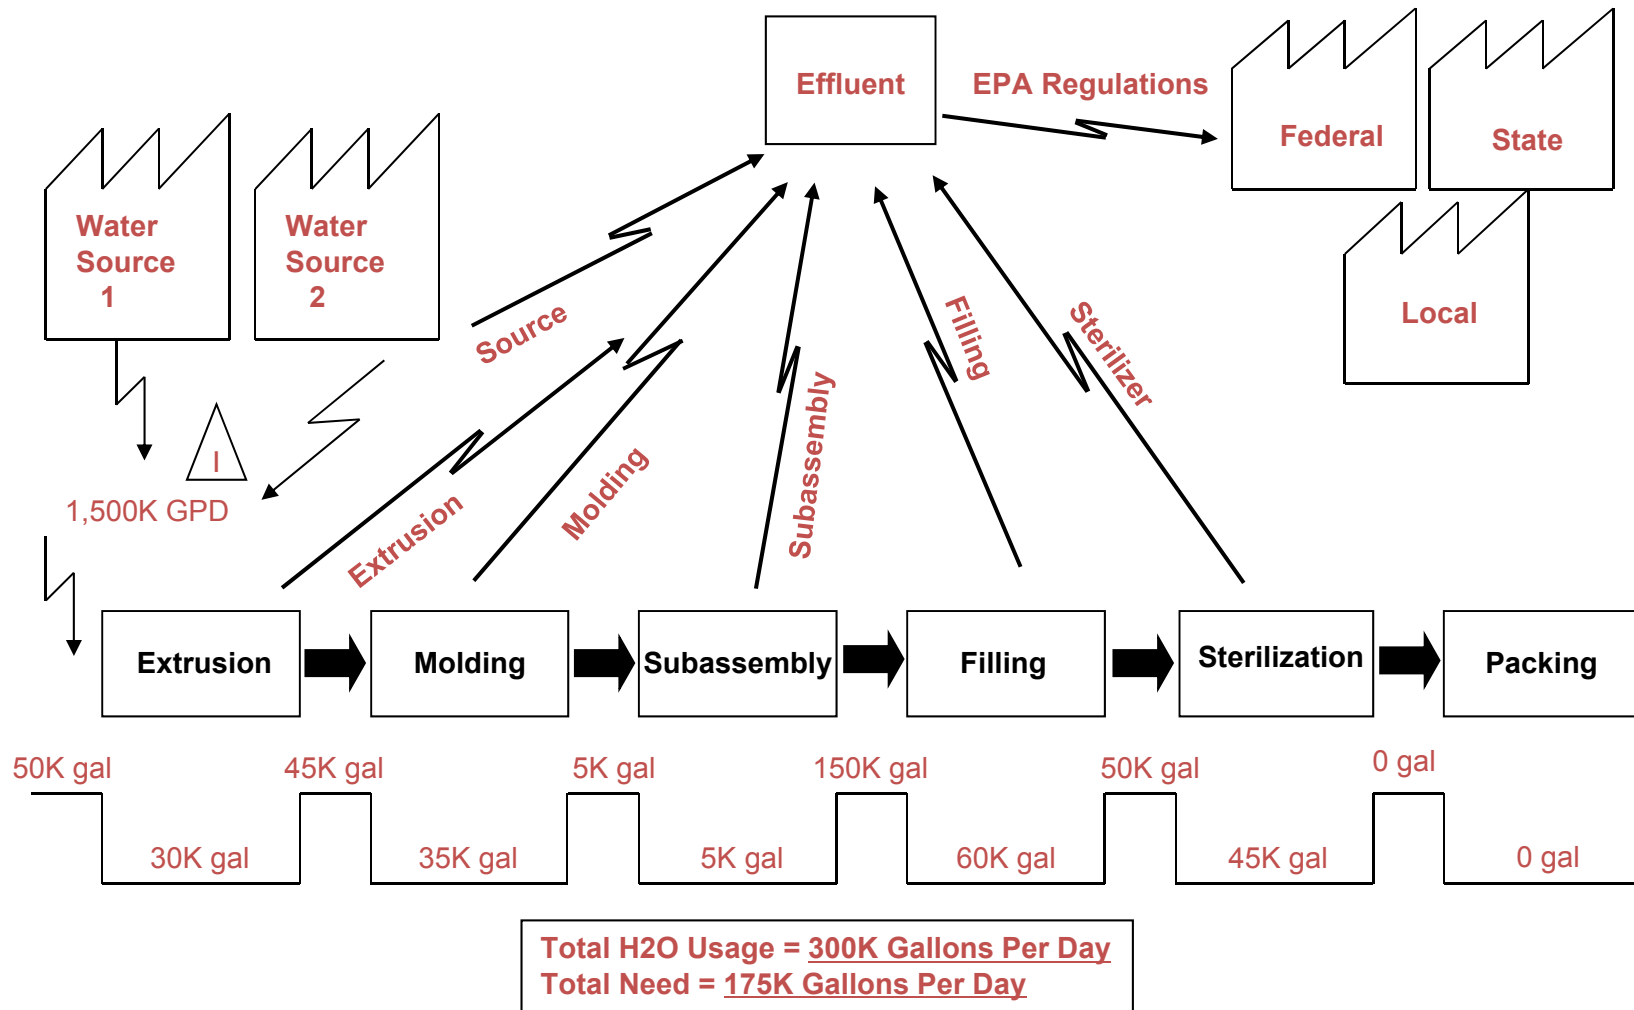 Effluent
EPA Regulations
Federal
State
Local
Water
Source
1
Water
Source
2
Source
Extrusion
Molding
Subassembly
Filling
Sterilizer
I
1,500K GPD
Extrusion
Molding
Subassembly
Filling
Sterilization
Packing
50K gal
45K gal
5K gal
150K gal
50K gal
0 gal
30K gal
35K gal
5K gal
60K gal
45K gal
0 gal
Total H2O Usage = 300K Gallons Per Day
Total Need = 175K Gallons Per Day